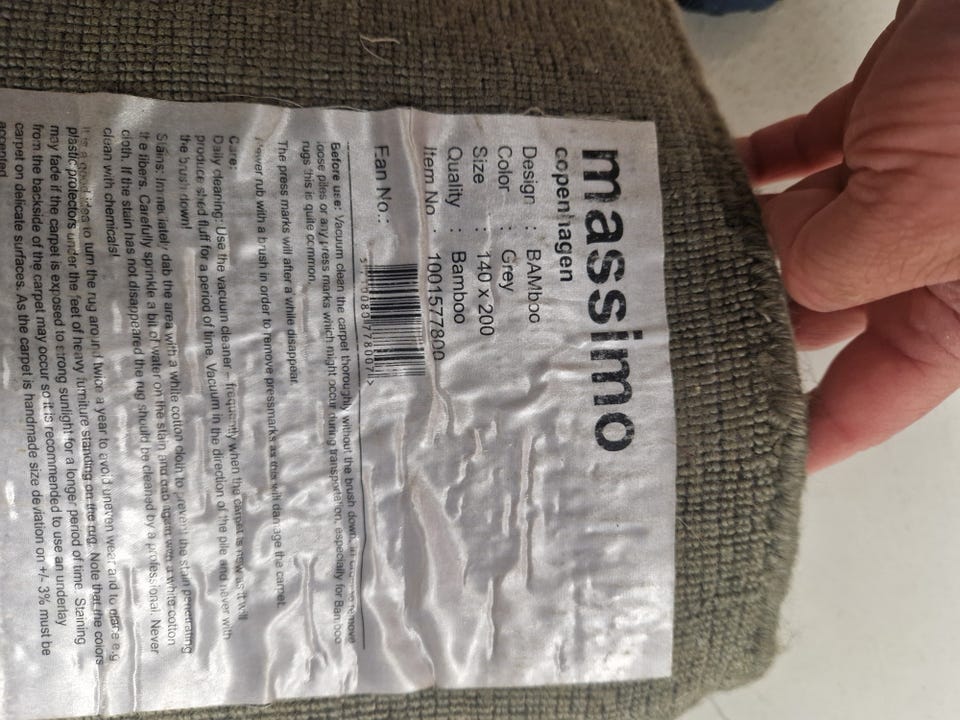 massimo
copenhagen
Design : BAMboo
Color : Grey
Size : 140 x 200
Quality : Bamboo
Item No : 1001577800
Ean No.:
Before use: Vacuum clean the carpet thoroughly without the brush down, in order to remove
loose piles or any press marks which might occur during transportation, especially for Bamboo
rugs this is quite common.
The press marks will after a while disappear.
Never rub with a brush in order to remove pressmarks as this will damage the carpet.
Care:
Daily cleaning: Use the vacuum cleaner frequently when the carpet is new as it will
produce shed fluff for a period of time. Vacuum in the direction of the pile and never with
the brush down!
Stains: Immediately dab the area with a white cotton cloth to prevent the stain penetrating
the fibers. Carefully sprinkle a bit of water on the stain and dab again with a white cotton
cloth. If the stain has not disappeared the rug should be cleaned by a professional. Never
clean with chemicals!
It is a good idea to turn the rug around twice a year to avoid uneven wear and to place e.g.
plastic protectors under the feet of heavy furniture standing on the rug. Note that the colors
may fade if the carpet is exposed to strong sunlight for a longer period of time. Staining
from the backside of the carpet may occur so it is recommended to use an underlay
carpet on delicate surfaces. As the carpet is handmade size deviation on +/- 3% must be
accepted